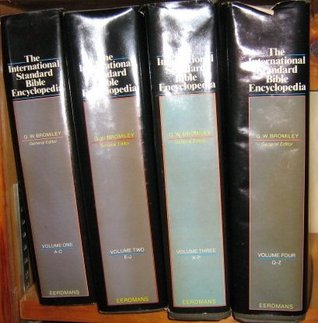 The
International
Standard
Bible
Encyclopedia
G. W. BROMILEY
General Editor
VOLUME ONE
A-D
EERDMANS
The
International
Standard
Bible
Encyclopedia
G. W. BROMILEY
General Editor
VOLUME TWO
E-J
EERDMANS
The
International
Standard
Bible
Encyclopedia
G. W. BROMILEY
General Editor
VOLUME THREE
K-P
EERDMANS
The
International
Standard
Bible
Encyclopedia
G. W. BROMILEY
General Editor
VOLUME FOUR
Q-Z
EERDMANS